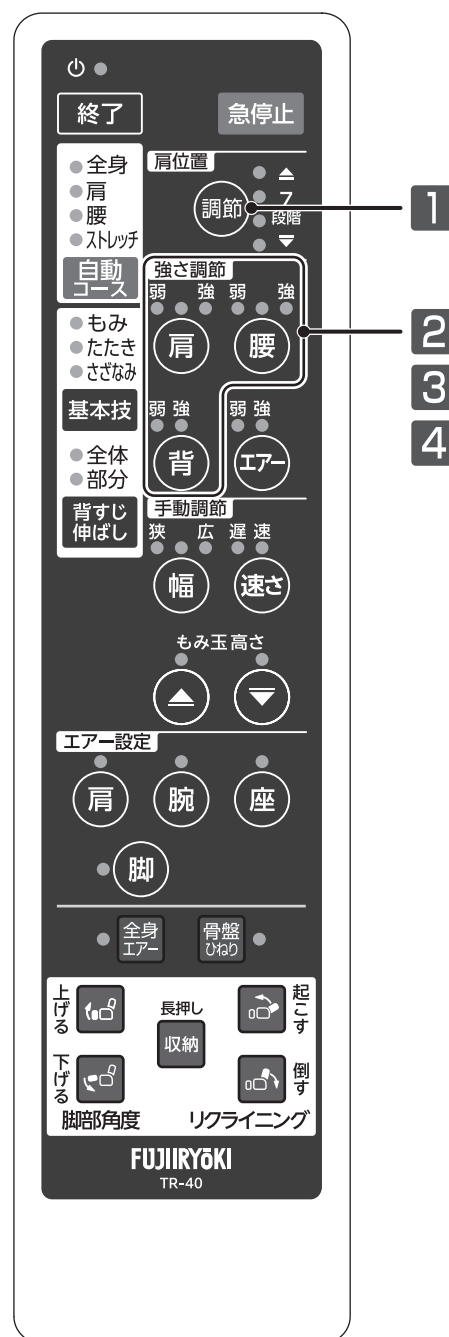 終了
急停止
全身
肩
腰
ストレッチ
自動
コース
肩位置
調節
7
段階
1
強さ調節
弱 強 弱 強
肩 腰
2
3
4
もみ
たたき
さざなみ
基本技
弱 強 弱 強
背 エアー
全体
部分
背すじ
伸ばし
手動調節
狭 広 遅 速
幅 速さ
もみ玉高さ
エアー設定
肩 腕 座
脚
全身
エアー
骨盤
ひねり
上げる
長押し
収納
起こす
下げる
倒す
脚部角度 リクライニング
FUJIIRYōKI
TR-40